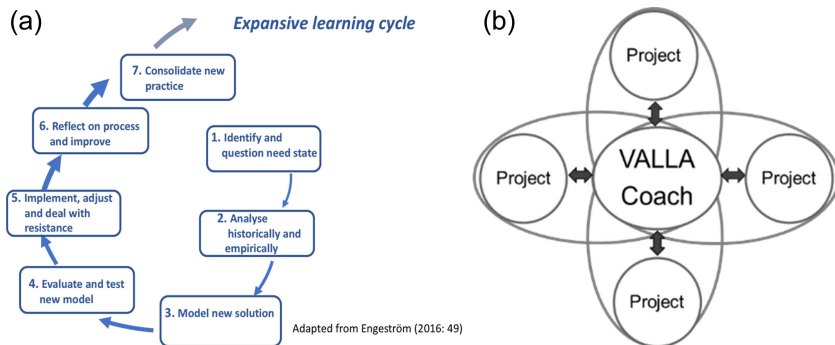 (a)
Expansive learning cycle
7. Consolidate new
practice
6. Reflect on process
and improve
1. Identify and
question need state
5. Implement, adjust
and deal with
resistance
2. Analyse
historically and
empirically
4. Evaluate and test
new model
3. Model new solution
Adapted from Engeström (2016: 49)
(b)
Project
Project
VALLA
Coach
Project
Project